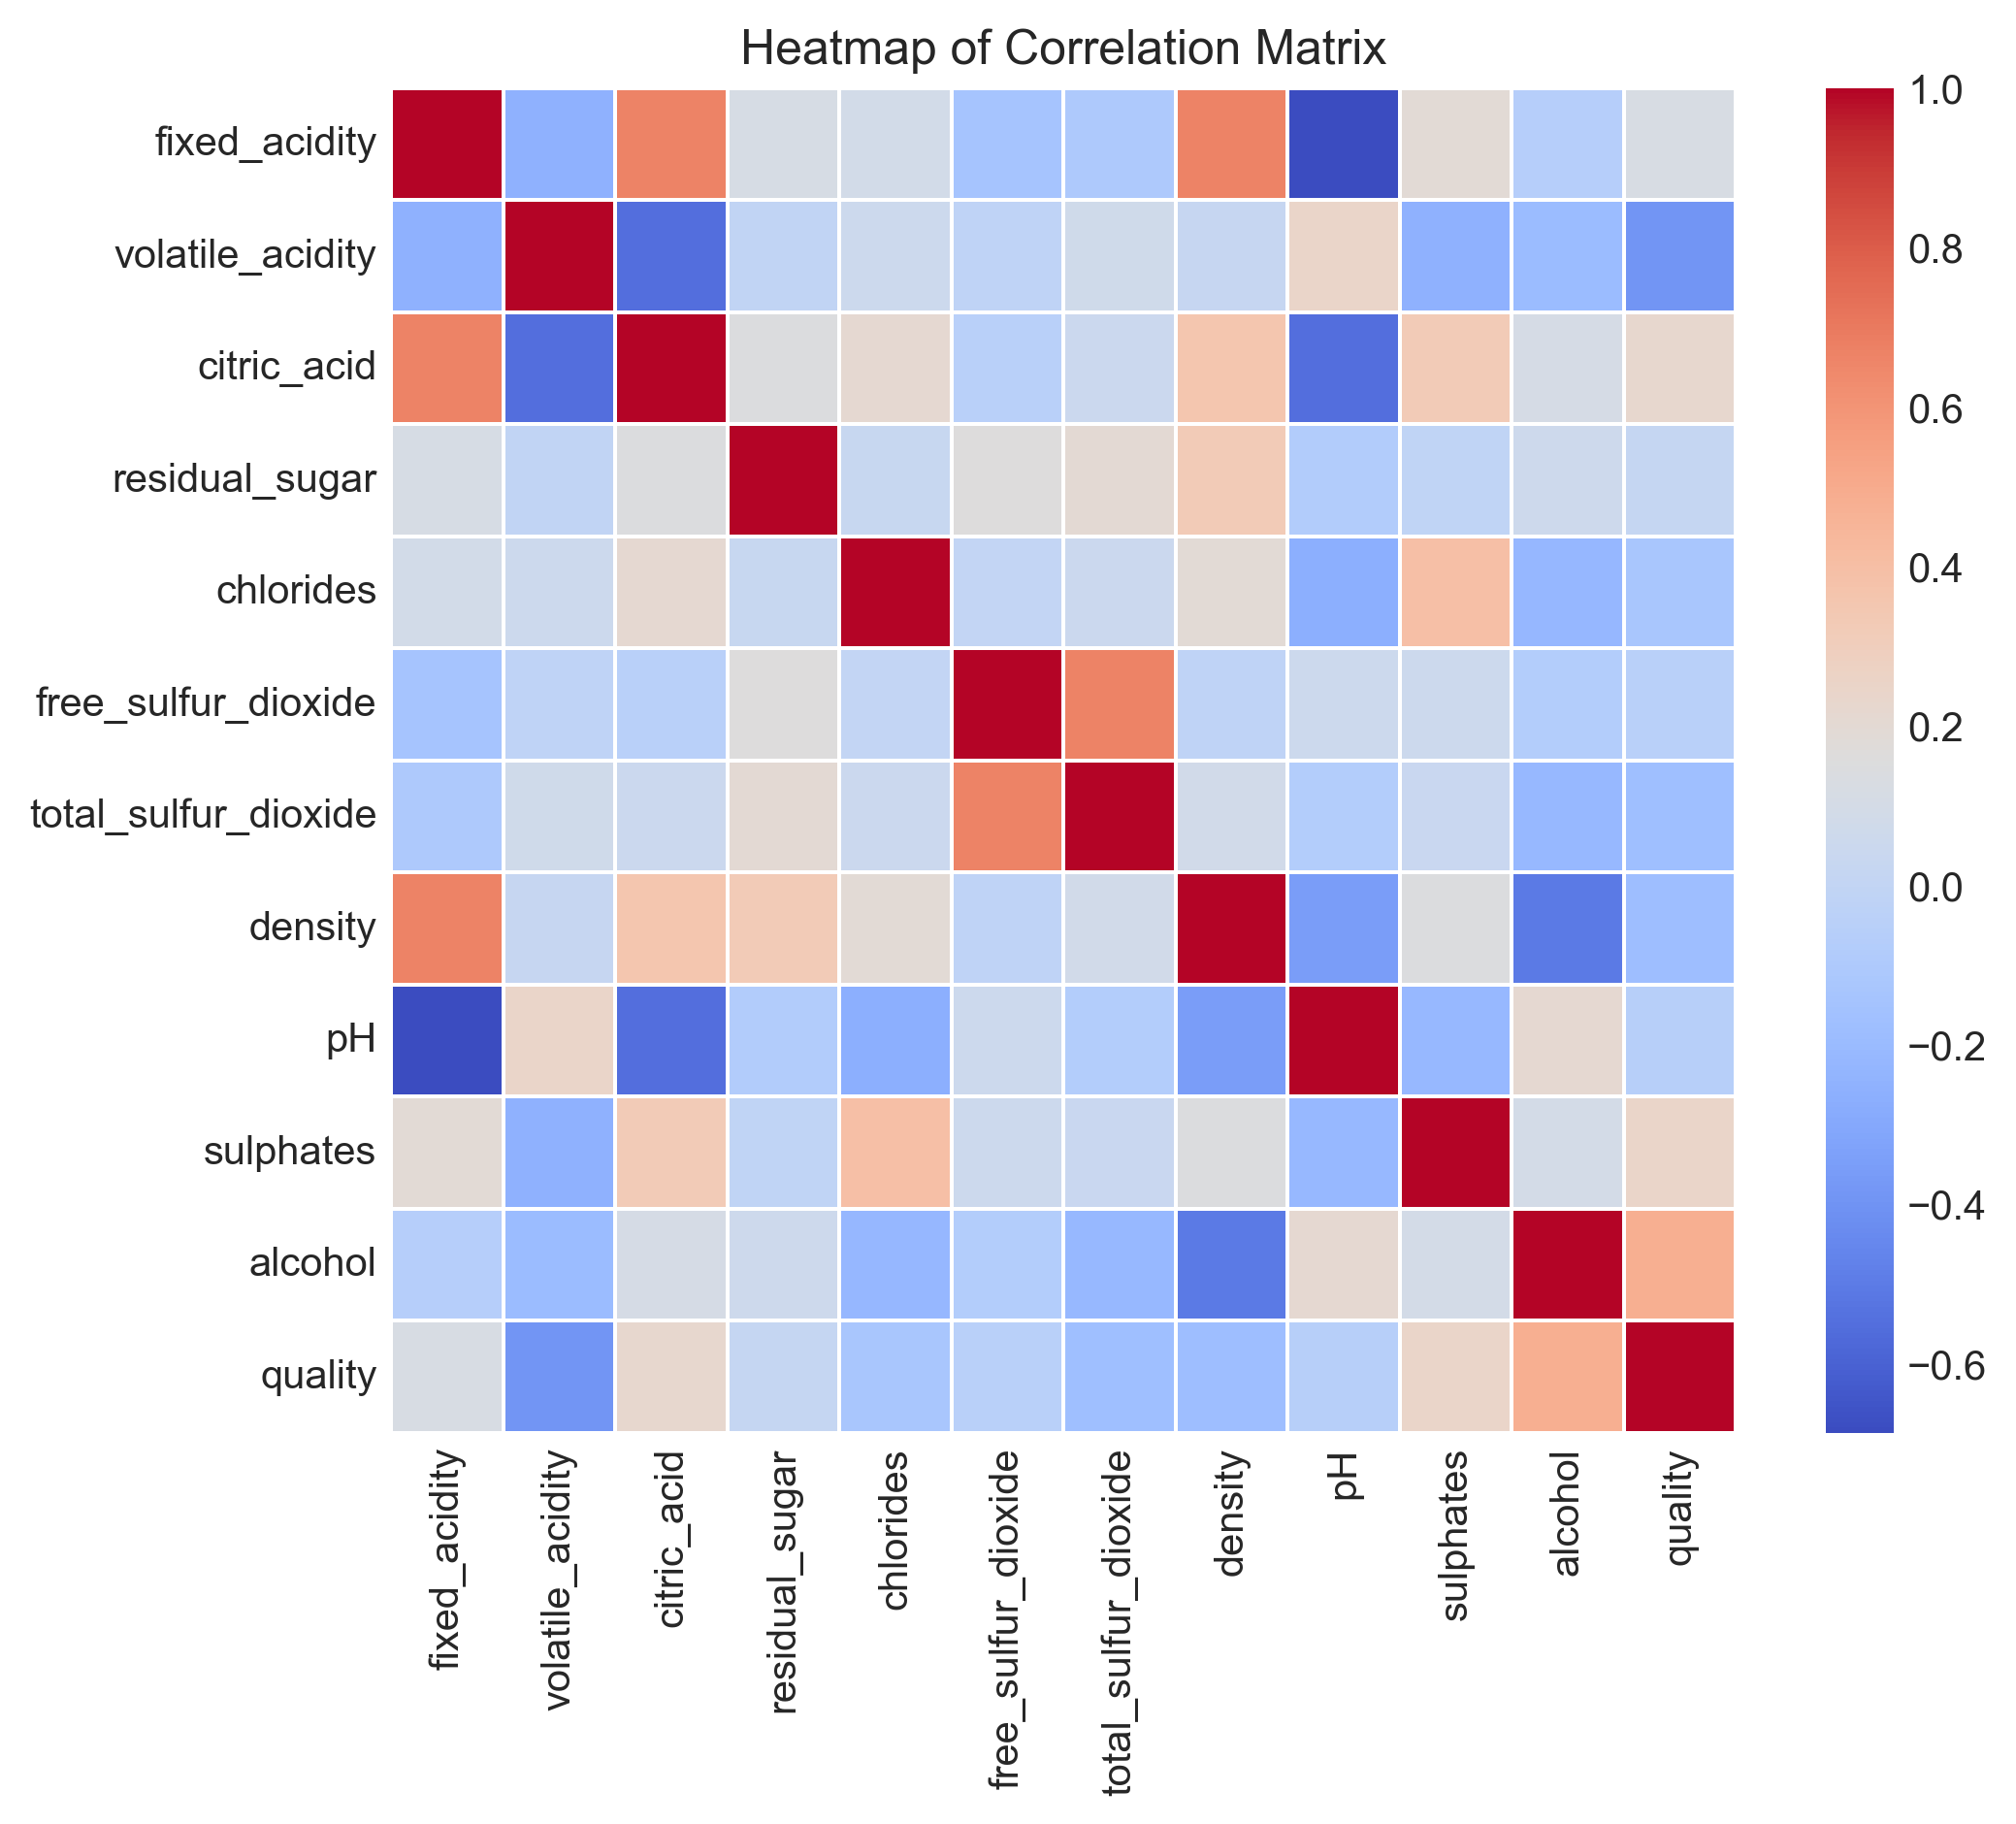 Heatmap of Correlation Matrix
fixed_acidity
volatile_acidity
citric_acid
residual_sugar
chlorides
free_sulfur_dioxide
total_sulfur_dioxide
density
pH
sulphates
alcohol
quality
fixed_acidity
volatile_acidity
citric_acid
residual_sugar
chlorides
free_sulfur_dioxide
total_sulfur_dioxide
density
pH
sulphates
alcohol
quality
1.0
0.8
0.6
0.4
0.2
0.0
−0.2
−0.4
−0.6